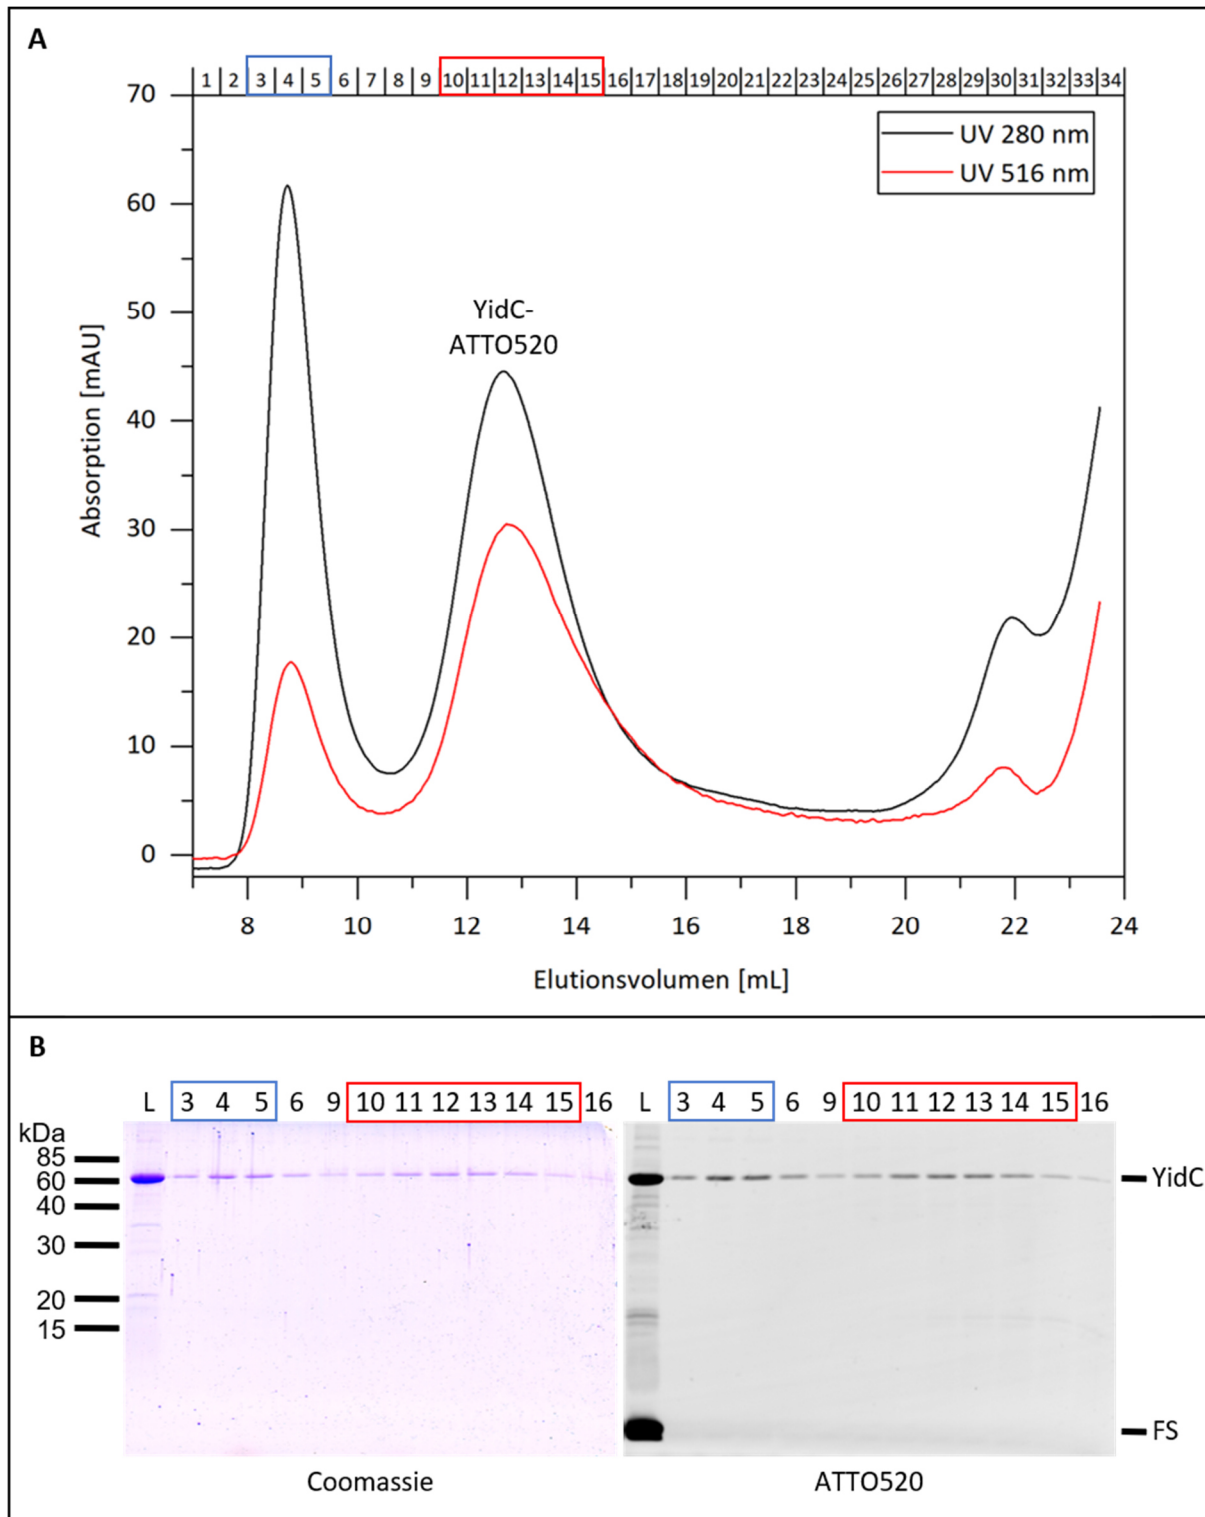 A
1 2 3 4 5 6 7 8 9 10 11 12 13 14 15 16 17 18 19 20 21 22 23 24 25 26 27 28 29 30 31 32 33 34
70
60
50
40
30
20
10
0
Absorption [mAU]
UV 280 nm
UV 516 nm
YidC-
ATTO520
8 10 12 14 16 18 20 22 24
Elutionsvolumen [mL]
B
L 3 4 5 6 9 10 11 12 13 14 15 16
L 3 4 5 6 9 10 11 12 13 14 15 16
kDa
85
60
40
30
20
15
YidC
FS
Coomassie
ATTO520